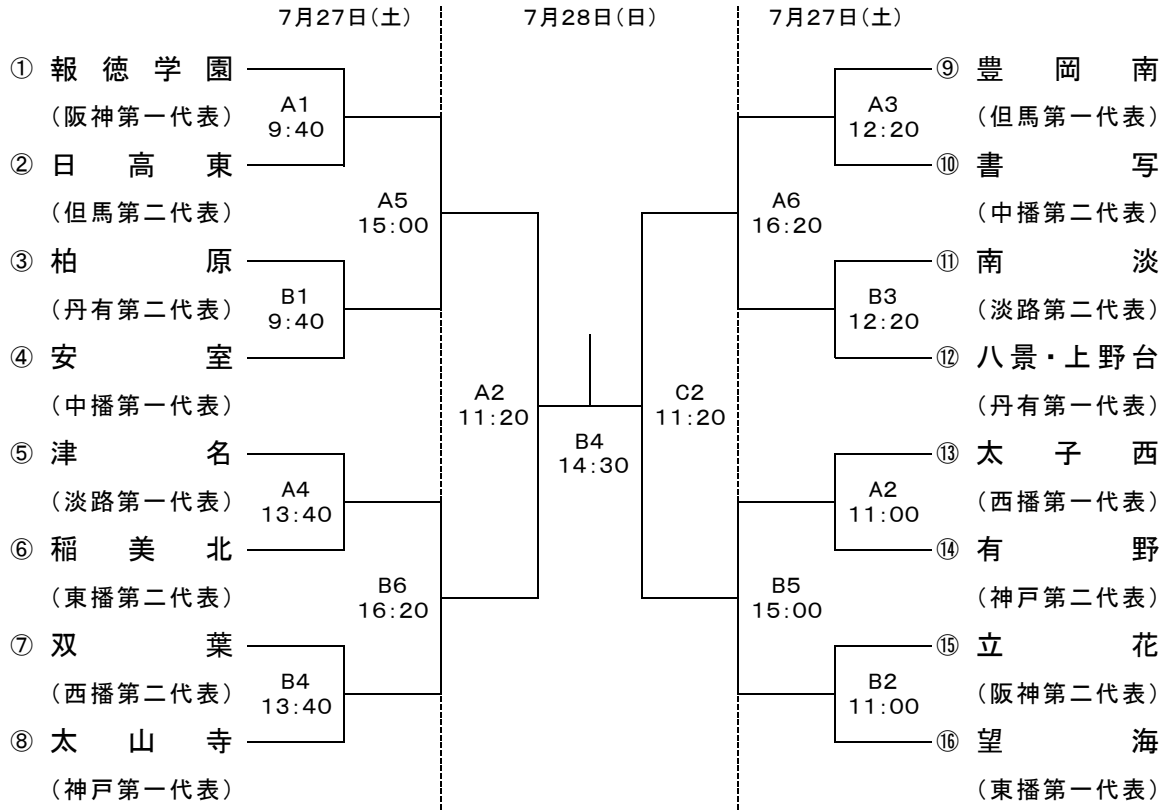 7月27日(土) 7月28日(日) 7月27日(土)
① 報徳学園
(阪神第一代表)
A1
9:40
② 日高東
(但馬第二代表)
A5
15:00
③ 柏原
(丹有第二代表)
B1
9:40
④ 安室
(中播第一代表)
A2
11:20
⑤ 津名
(淡路第一代表)
A4
13:40
⑥ 稲美北
(東播第二代表)
B6
16:20
⑦ 双葉
(西播第二代表)
B4
13:40
⑧ 太山寺
(神戸第一代表)
B4
14:30
C2
11:20
⑨ 豊岡南
(但馬第一代表)
A3
12:20
⑩ 書写
(中播第二代表)
A6
16:20
⑪ 南淡
(淡路第二代表)
B3
12:20
⑫ 八景・上野台
(丹有第一代表)
⑬ 太子西
(西播第一代表)
A2
11:00
⑭ 有野
(神戸第二代表)
B5
15:00
⑮ 立花
(阪神第二代表)
B2
11:00
⑯ 望海
(東播第一代表)